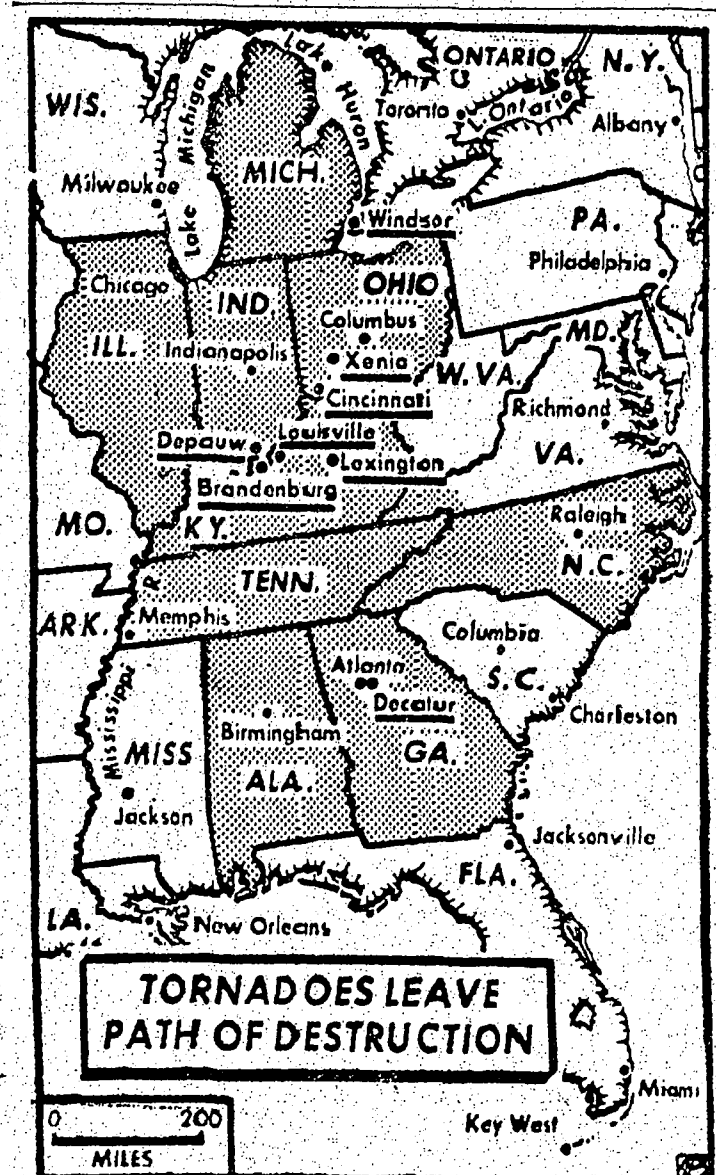 ONTARIO
N.Y.
Lake Huron
WIS.
Lake Michigan
Toronto
L. Ontario
Albany
MICH.
Milwaukee
Windsor
PA.
Philadelphia
Chicago
IND.
OHIO
Columbus
MD.
ILL.
Indianapolis
Xenia
W.VA.
Cincinnati
Richmond
Depauw
Louisville
VA.
Lexington
Brandenburg
MO.
KY.
Raleigh
N.C.
TENN.
R
ARK.
Memphis
Columbia
Mississippi
Atlanta
S.C.
Decatur
Charleston
Birmingham
MISS
GA.
ALA.
Jackson
Jacksonville
FLA.
LA.
New Orleans
TORNADOES LEAVE
PATH OF DESTRUCTION
Miami
0 200
MILES
Key West